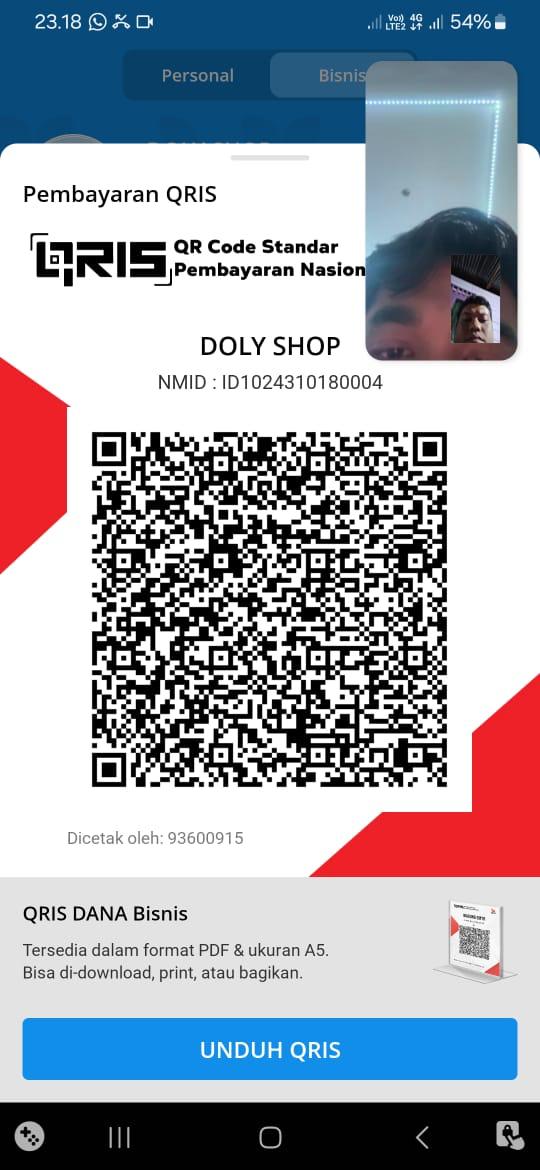 23.18
Vo)) 4G
LTE2
54%
Personal
Bisnis
Pembayaran QRIS
QRIS
QR Code Standar
Pembayaran Nasion
DOLY SHOP
NMID : ID1024310180004
Dicetak oleh: 93600915
QRIS DANA Bisnis
Tersedia dalam format PDF & ukuran A5.
Bisa di-download, print, atau bagikan.
UNDUH QRIS